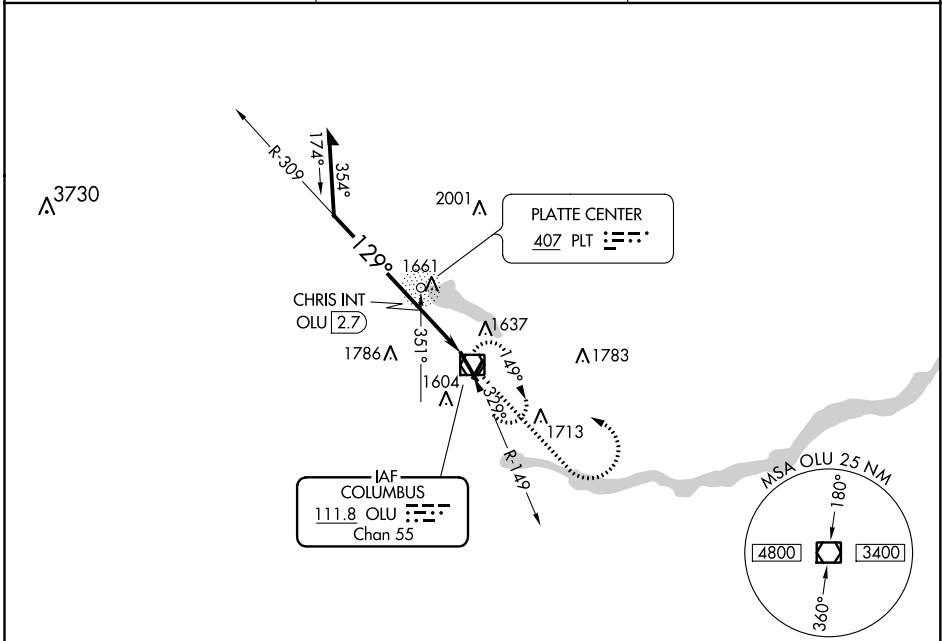 R-309
174°
354°
3730
2001
PLATTE CENTER
407 PLT
129°
1661
CHRIS INT
OLU 2.7
351°
1637
1786
1783
149°
1604
329°
1713
R-149
IAF
COLUMBUS
111.8 OLU
Chan 55
MSA OLU 25 NM
180°
4800
3400
360°